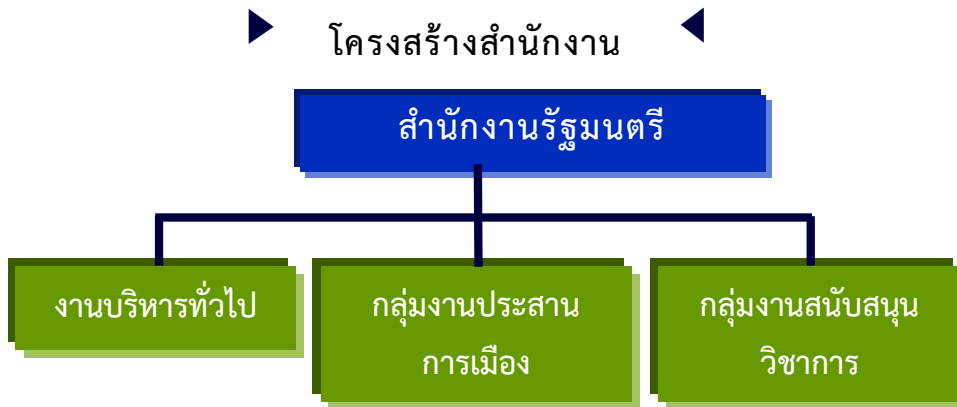 โครงสร้างสำนักงาน
สำนักงานรัฐมนตรี
งานบริหารทั่วไป
กลุ่มงานประสาน
การเมือง
กลุ่มงานสนับสนุน
วิชาการ